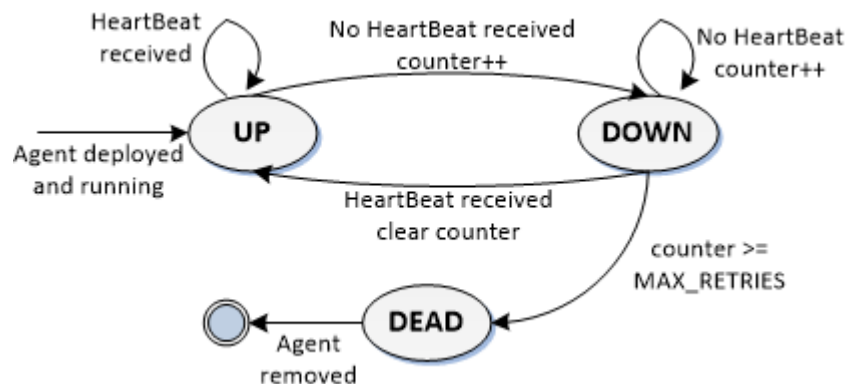 HeartBeat
received
No HeartBeat received
counter++
No HeartBeat
counter++
UP
DOWN
Agent deployed
and running
HeartBeat received
clear counter
counter >=
MAX_RETRIES
DEAD
Agent
removed